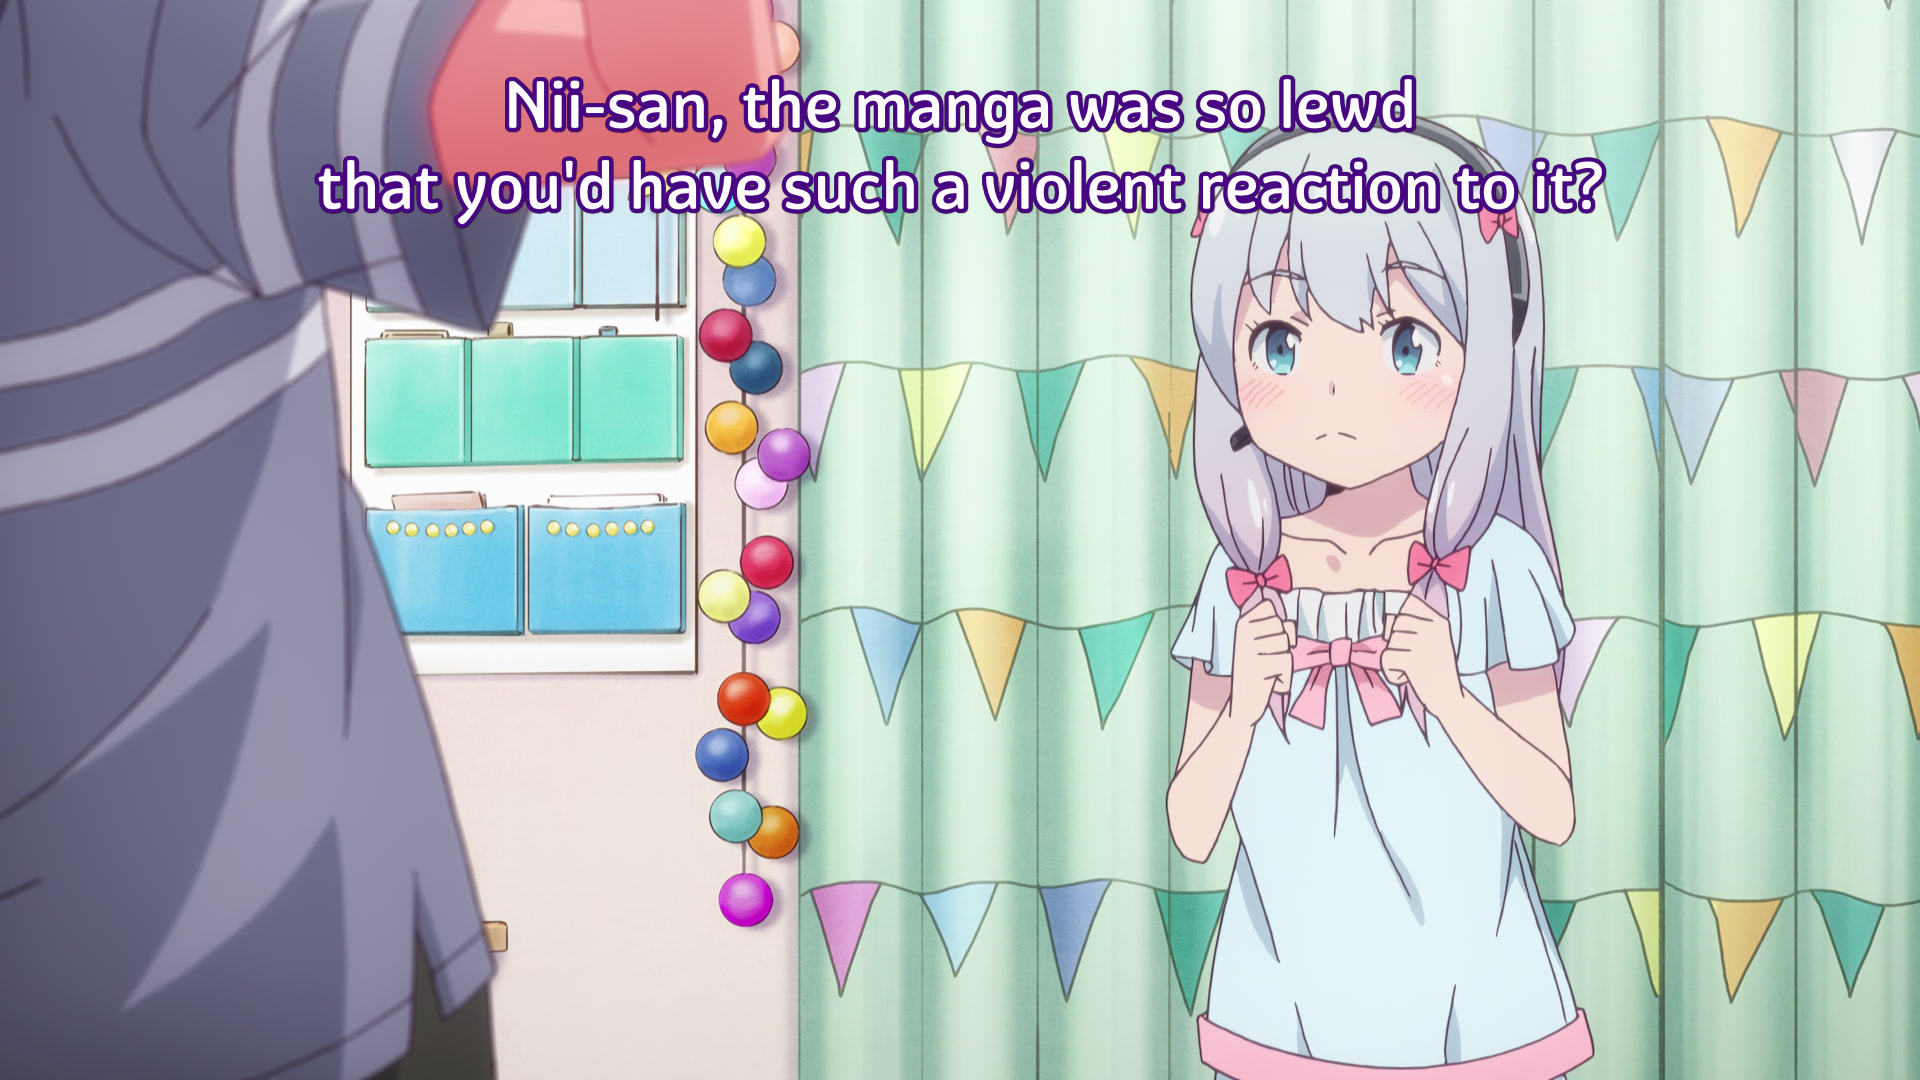 Nii-san, the manga was so lewd
that you'd have such a violent reaction to it?